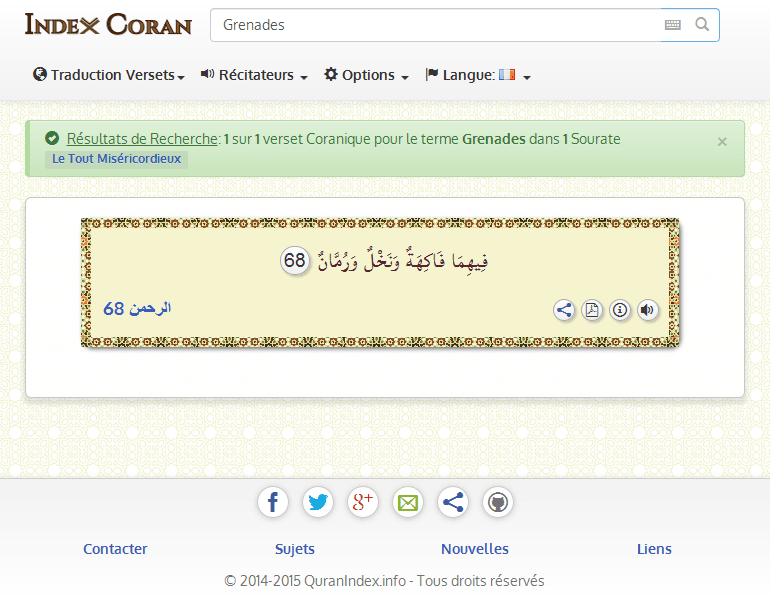 Index Coran
Grenades
Traduction Versets Récitateurs Options Langue:
Résultats de Recherche: 1 sur 1 verset Coranique pour le terme Grenades dans 1 Sourate ×
Le Tout Miséricordieux
فِيهِمَا فَاكِهَةٌ وَنَخْلٌ وَرُمَّانٌ 68
الرحمن 68
f g+
Contacter Sujets Nouvelles Liens
© 2014-2015 QuranIndex.info - Tous droits réservés